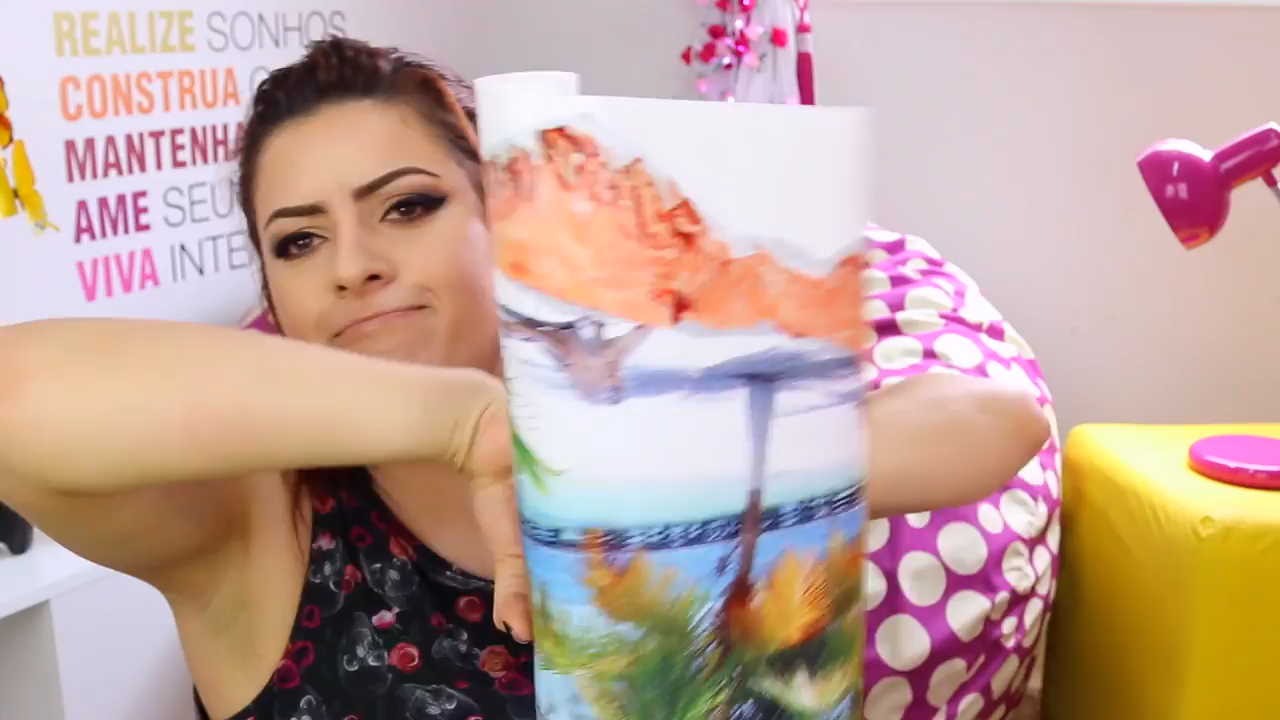 REALIZE SONHOS
CONSTRUA
MANTENHA
AME SEU
VIVA INTE